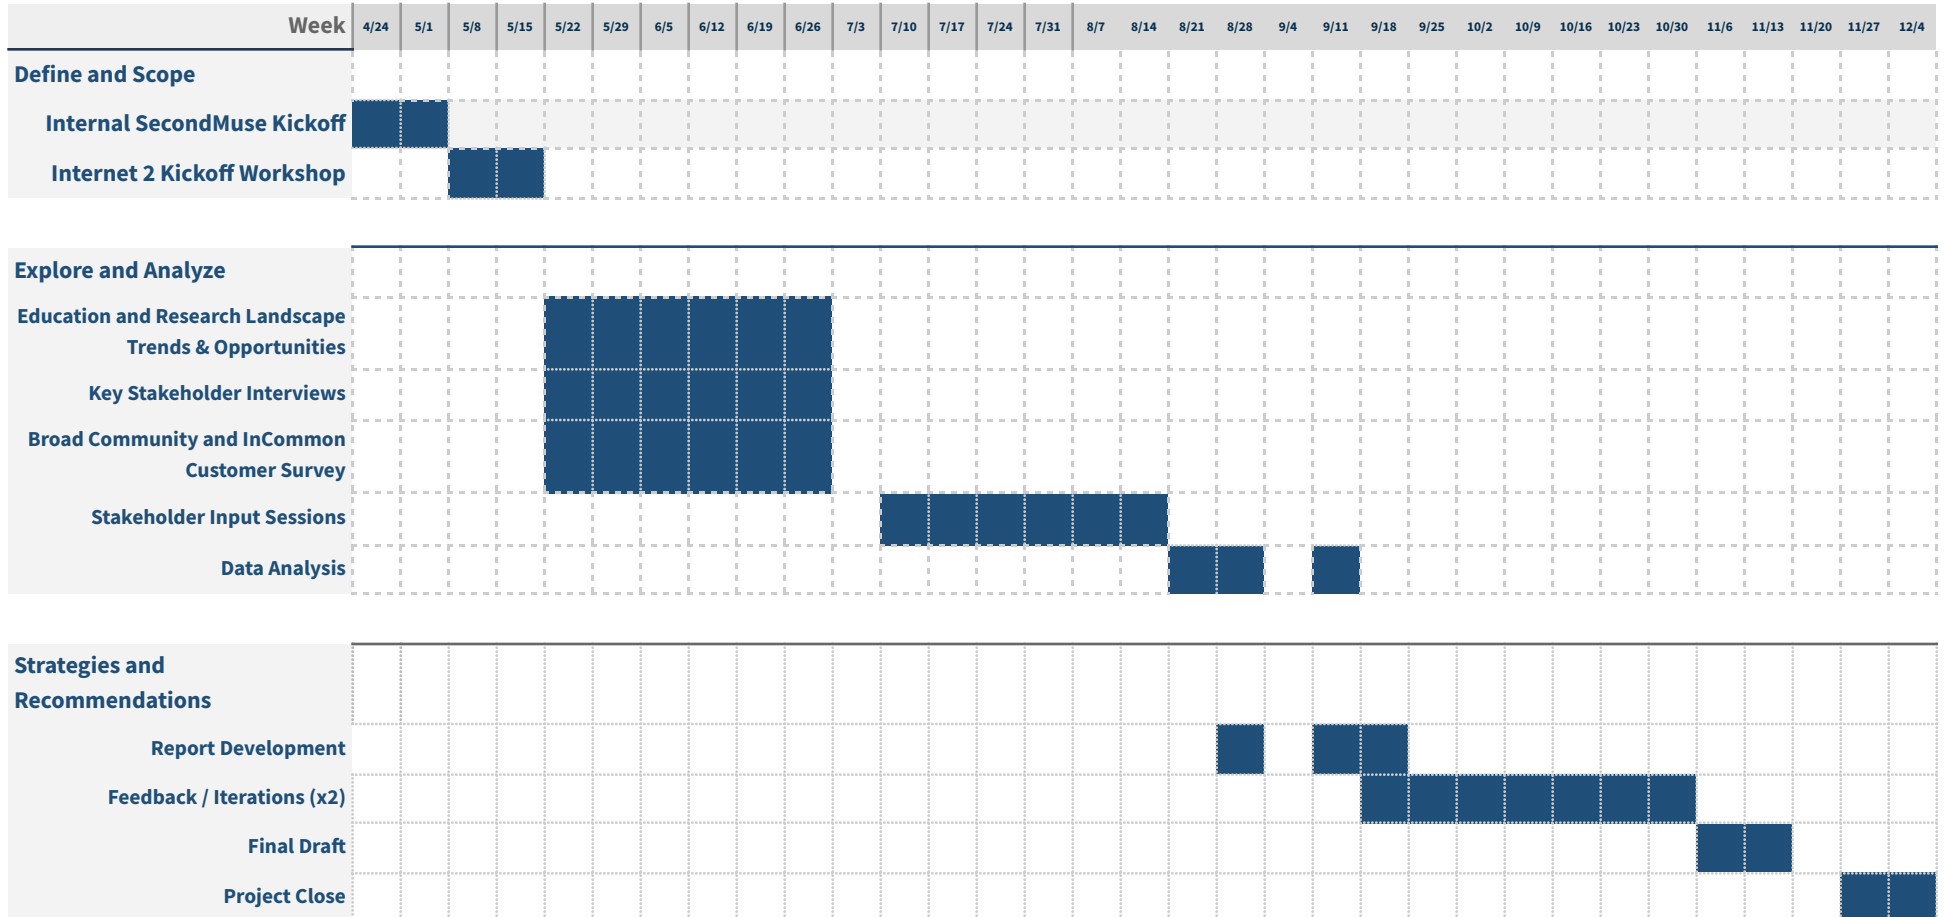 Week 4/24 5/1 5/8 5/15 5/22 5/29 6/5 6/12 6/19 6/26 7/3 7/10 7/17 7/24 7/31 8/7 8/14 8/21 8/28 9/4 9/11 9/18 9/25 10/2 10/9 10/16 10/23 10/30 11/6 11/13 11/20 11/27 12/4
Define and Scope
Internal SecondMuse Kickoff
Internet 2 Kickoff Workshop
Explore and Analyze
Education and Research Landscape
Trends & Opportunities
Key Stakeholder Interviews
Broad Community and InCommon
Customer Survey
Stakeholder Input Sessions
Data Analysis
Strategies and
Recommendations
Report Development
Feedback / Iterations (x2)
Final Draft
Project Close